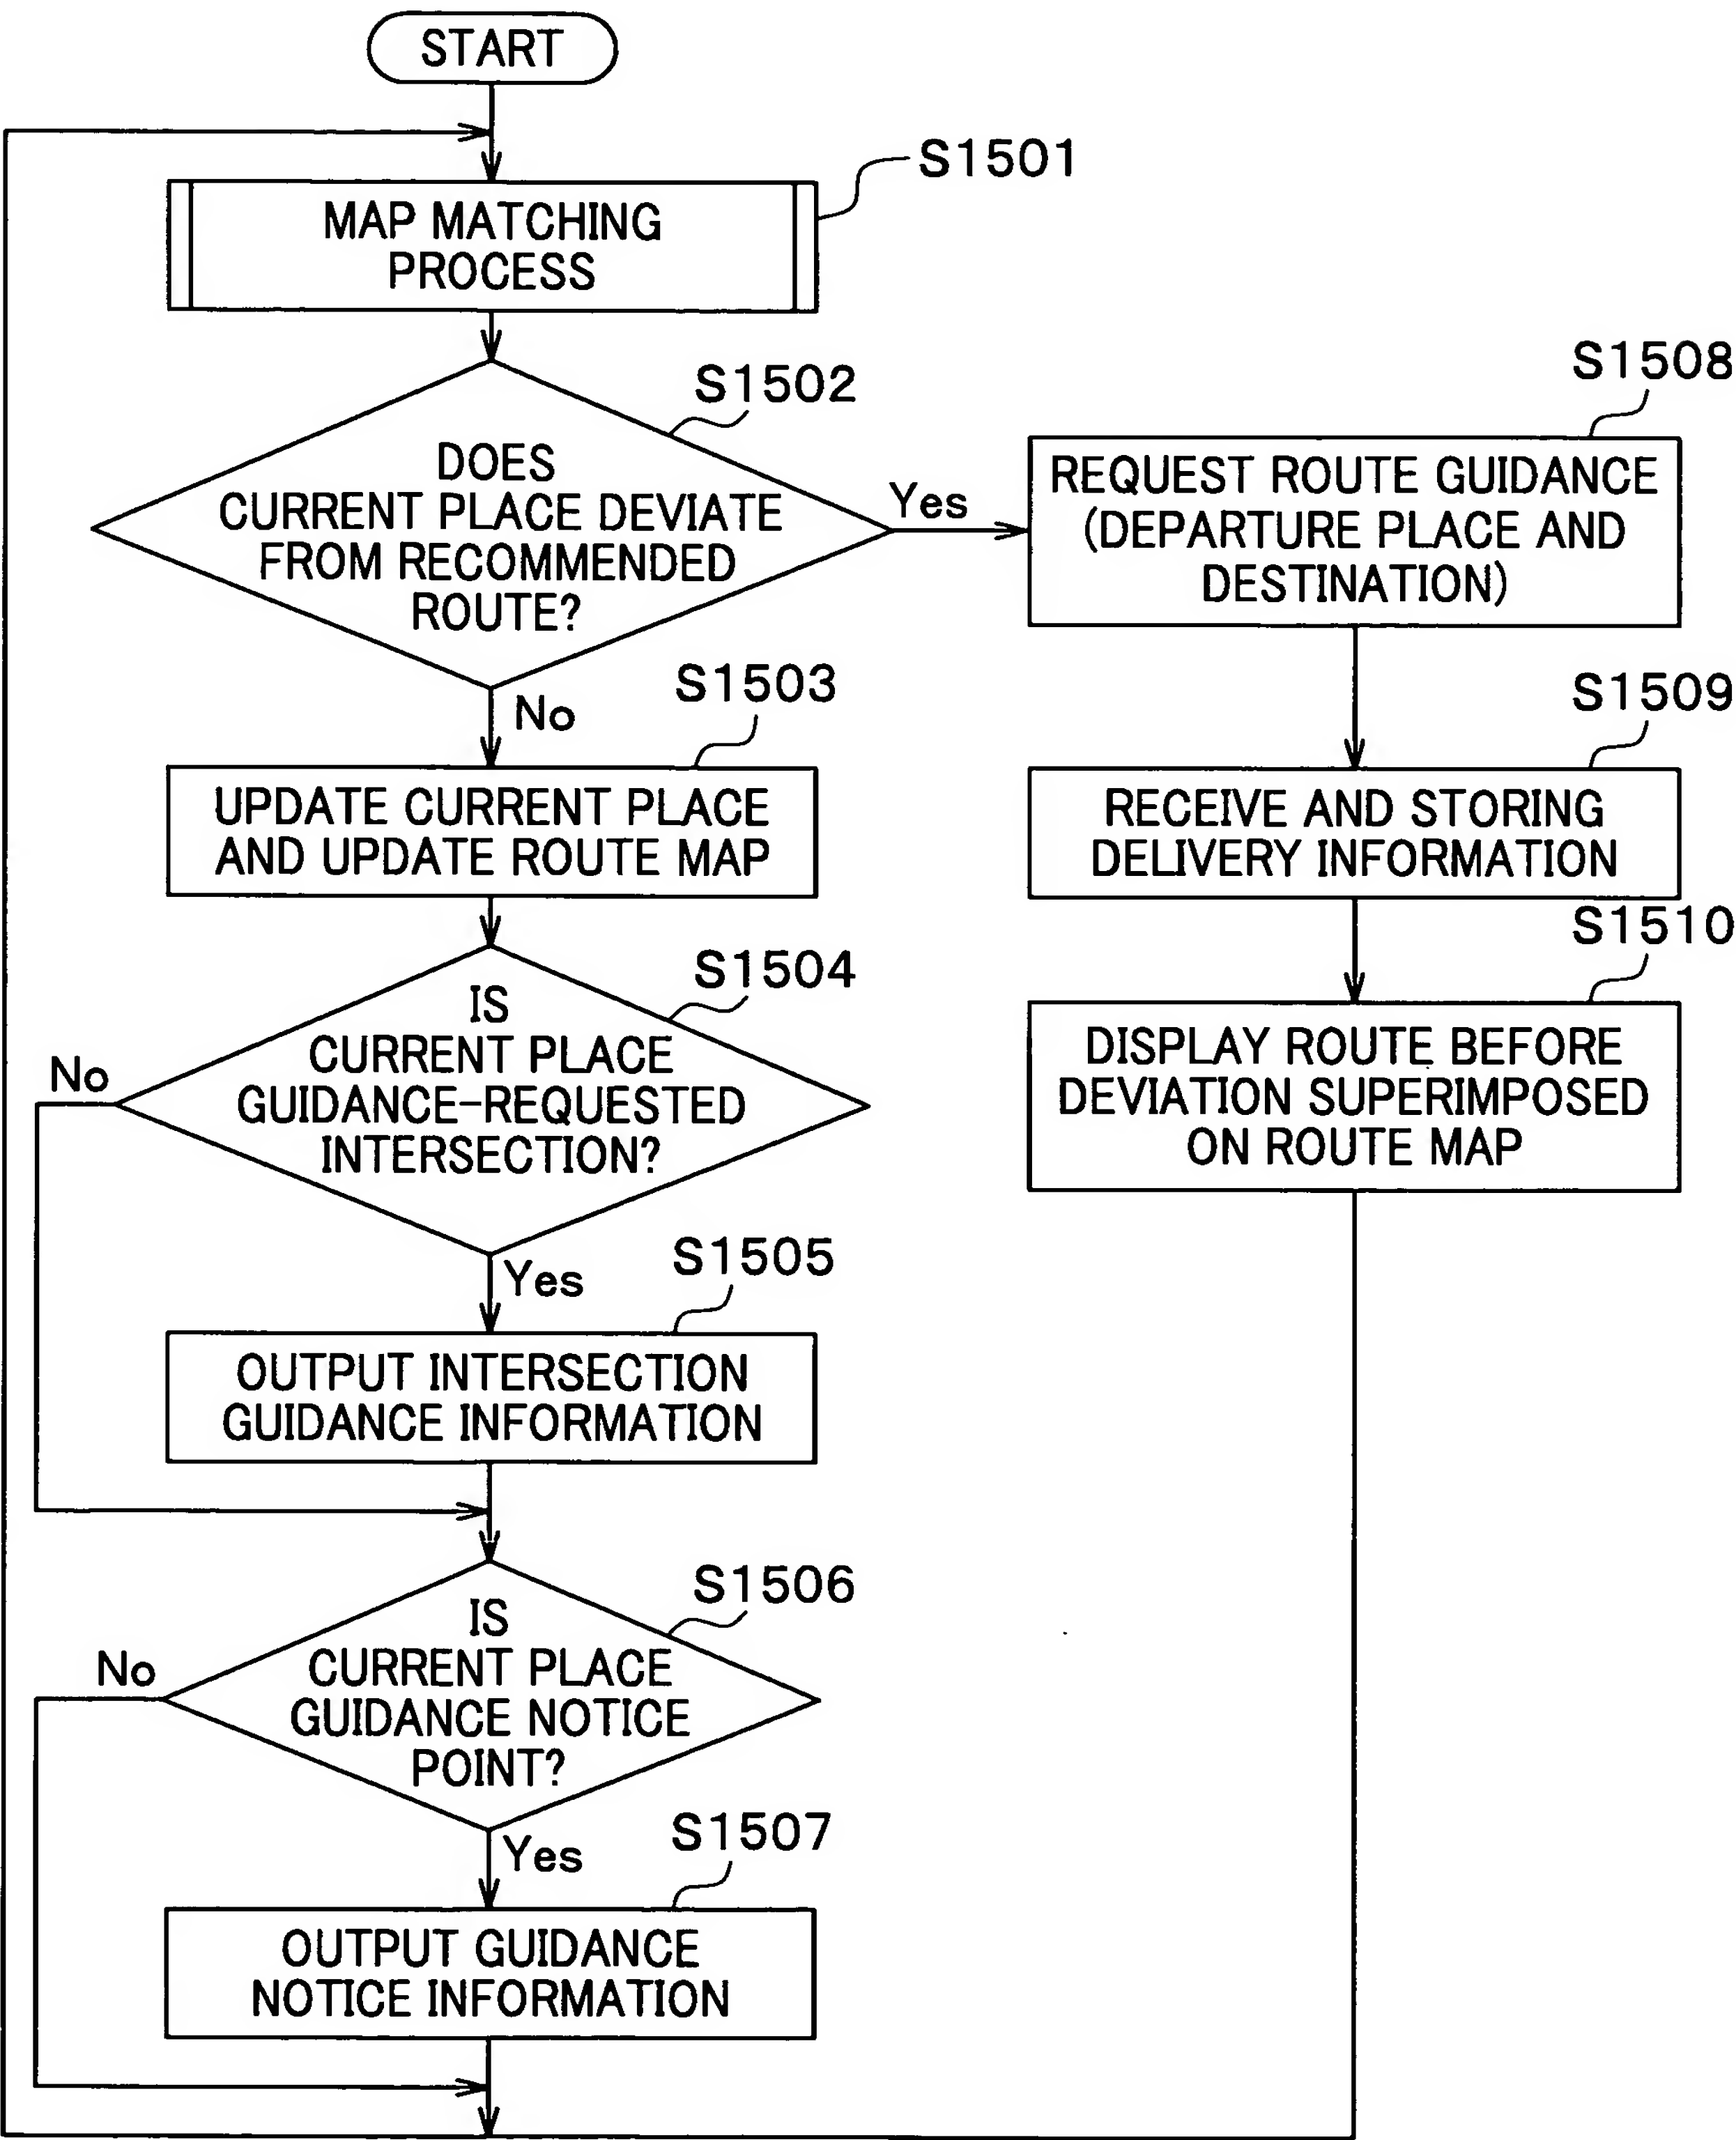 START
S1501
MAP MATCHING
PROCESS
S1502
DOES
CURRENT PLACE DEVIATE
FROM RECOMMENDED
ROUTE?
Yes
No
S1508
REQUEST ROUTE GUIDANCE
(DEPARTURE PLACE AND
DESTINATION)
S1503
UPDATE CURRENT PLACE
AND UPDATE ROUTE MAP
S1509
RECEIVE AND STORING
DELIVERY INFORMATION
S1504
IS
CURRENT PLACE
GUIDANCE-REQUESTED
INTERSECTION?
No
Yes
S1510
DISPLAY ROUTE BEFORE
DEVIATION SUPERIMPOSED
ON ROUTE MAP
S1505
OUTPUT INTERSECTION
GUIDANCE INFORMATION
S1506
IS
CURRENT PLACE
GUIDANCE NOTICE
POINT?
No
Yes
S1507
OUTPUT GUIDANCE
NOTICE INFORMATION